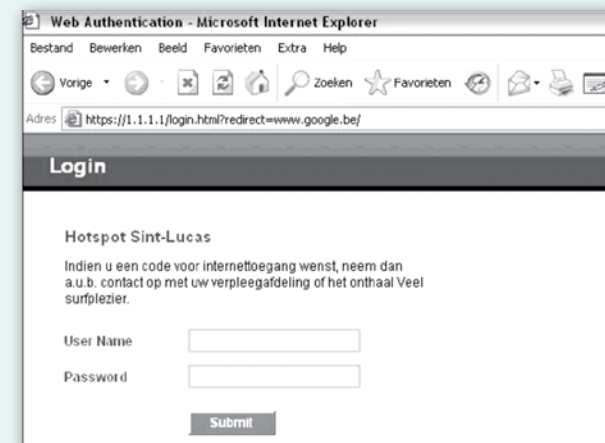 Web Authentication - Microsoft Internet Explorer
Bestand Bewerken Beeld Favorieten Extra Help
Vorige Zoeken Favorieten
Adres https://1.1.1.1/login.html?redirect=www.google.be/
Login
Hotspot Sint-Lucas
Indien u een code voor internettoegang wenst, neem dan
a.u.b. contact op met uw verpleegafdeling of het onthaal Veel
surfplezier.
User Name
Password
Submit